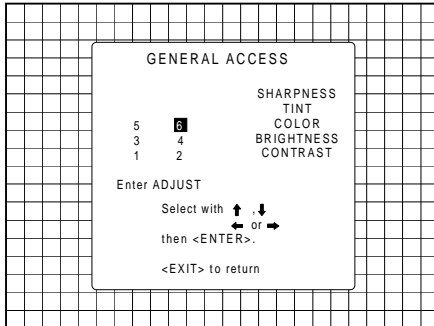 GENERAL ACCESS
SHARPNESS
TINT
5 6 COLOR
3 4 BRIGHTNESS
1 2 CONTRAST
Enter ADJUST
Select with ↑ , ↓
← or →
then <ENTER>.
<EXIT> to return